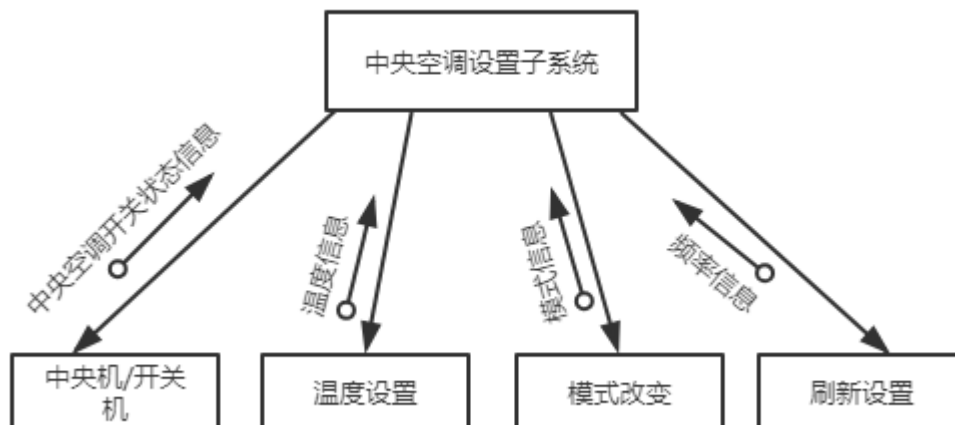 中央空调设置子系统
中央空调开关状态信息
温度信息
模式信息
频率信息
中央机/开关
机
温度设置
模式改变
刷新设置